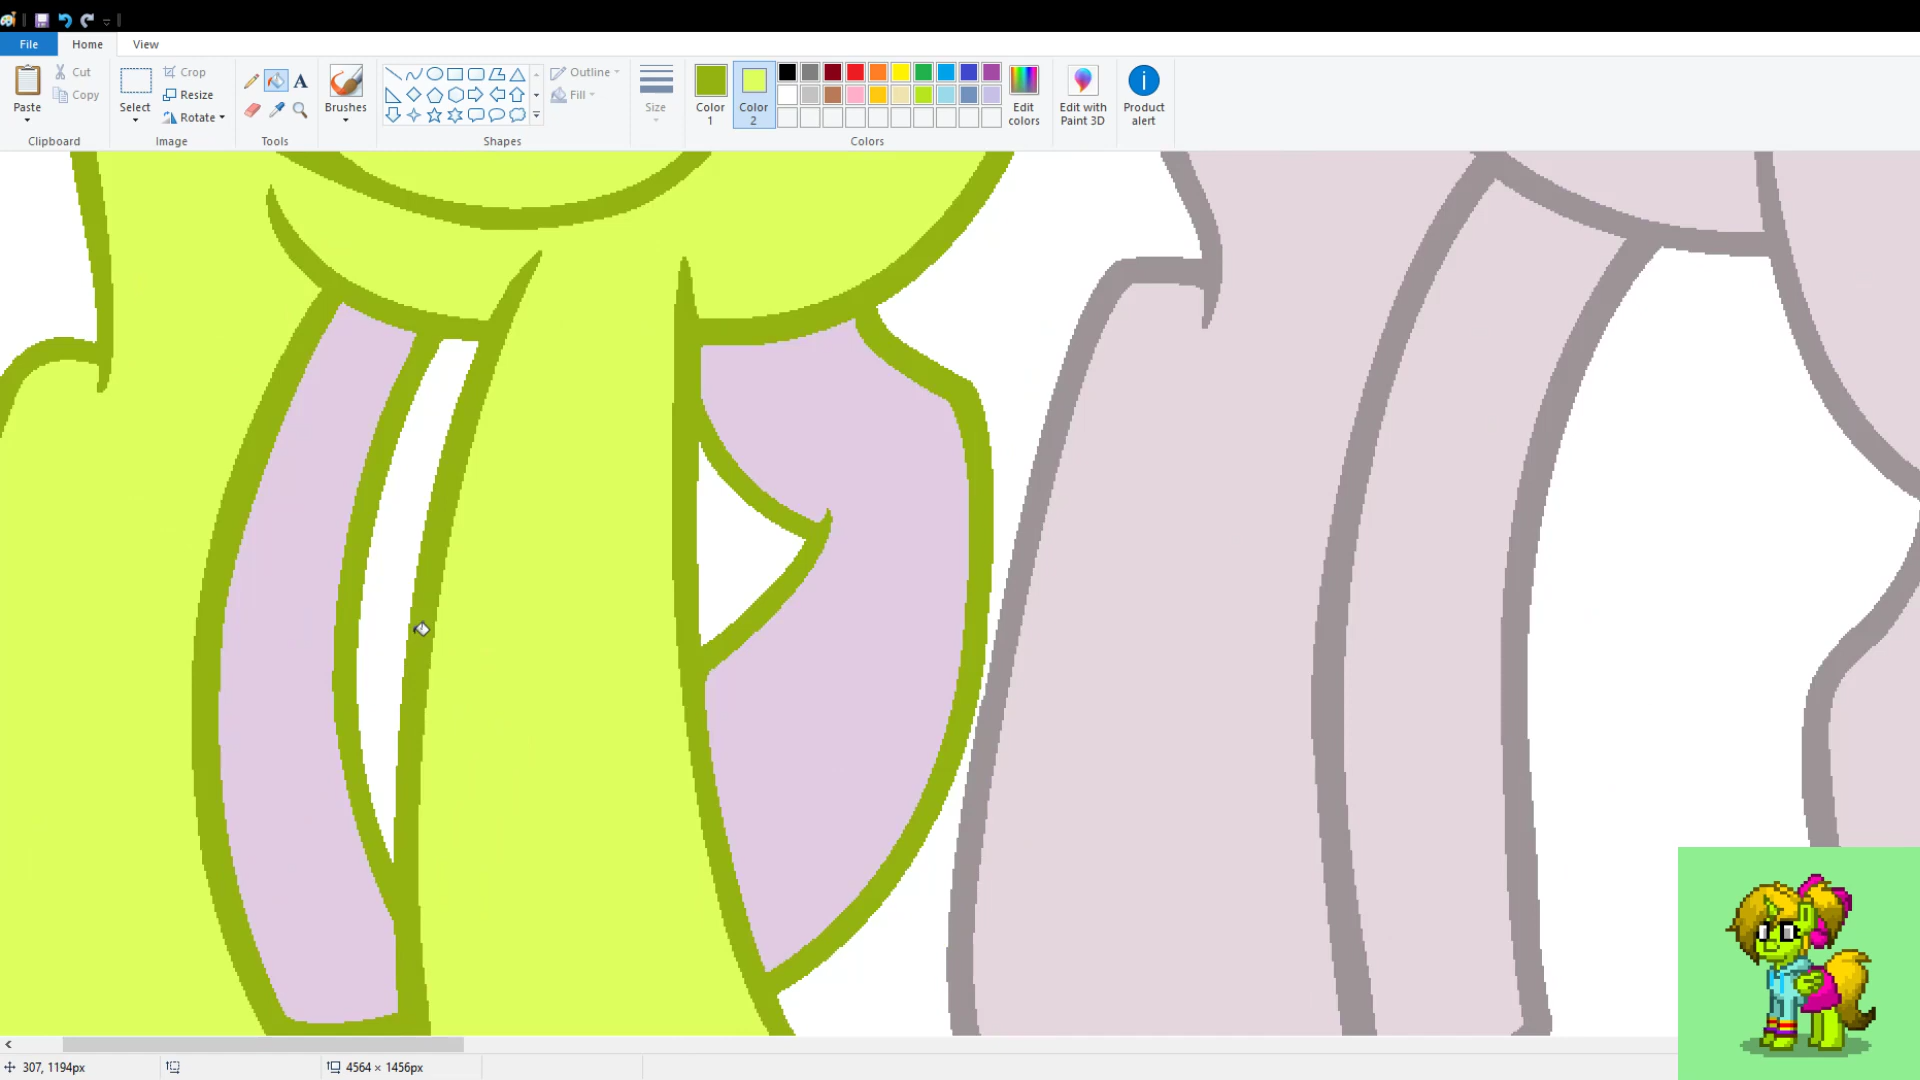 File Home View
Paste
Cut
Copy
Clipboard
Select
Crop
Resize
Rotate
Image
A
Tools
Brushes
Outline
Fill
Shapes
Size
Color 1
Color 2
Edit colors
Colors
Edit with Paint 3D
Product alert
307, 1194px
4564 × 1456px